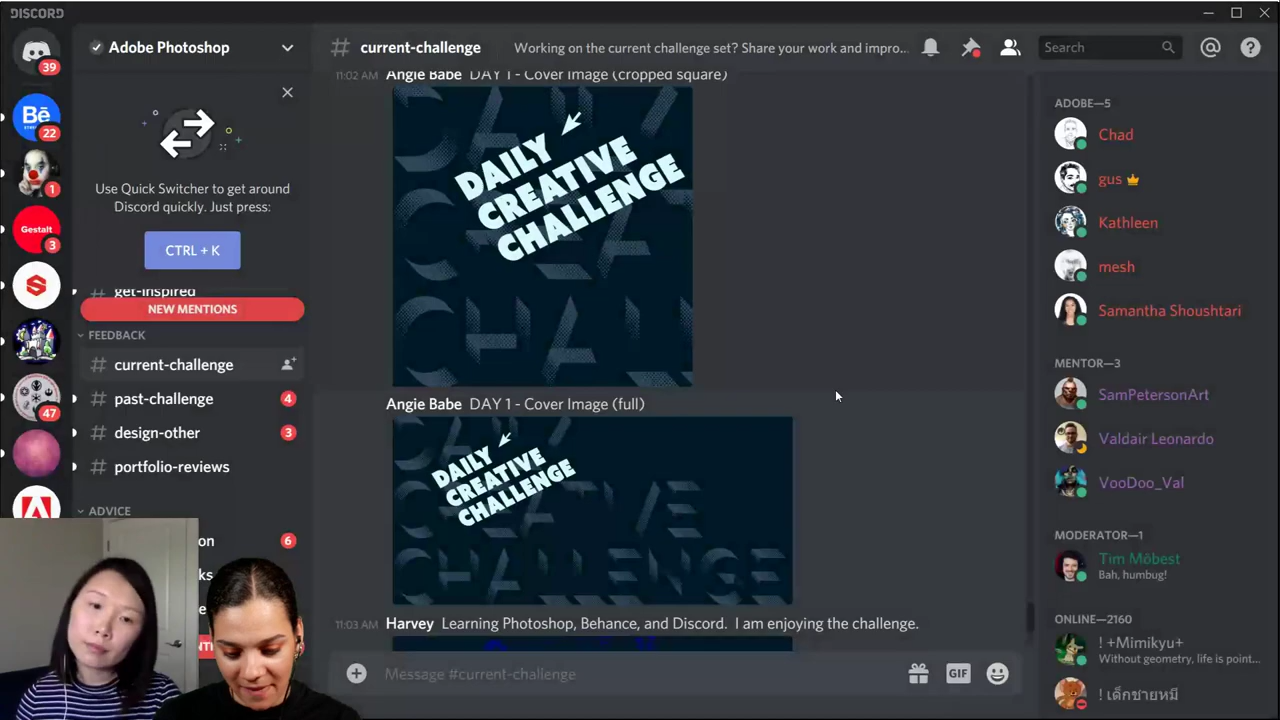 DISCORD
39
22
1
Gestalt
3
47
Adobe Photoshop
Use Quick Switcher to get around
Discord quickly. Just press:
CTRL + K
get-inspired
NEW MENTIONS
FEEDBACK
# current-challenge
# past-challenge 4
# design-other 3
# portfolio-reviews
ADVICE
6
# current-challenge
Working on the current challenge set? Share your work and impro...
Search
11:02 AM Angie Babe DAY 1 - Cover Image (cropped square)
DAILY
CREATIVE
CHALLENGE
Angie Babe DAY 1 - Cover Image (full)
DAILY
CREATIVE
CHALLENGE
CREATIVE
CHALLENGE
11:03 AM Harvey Learning Photoshop, Behance, and Discord. I am enjoying the challenge.
Message #current-challenge
GIF
ADOBE—5
Chad
gus
Kathleen
mesh
Samantha Shoushtari
MENTOR—3
SamPetersonArt
Valdair Leonardo
VooDoo_Val
MODERATOR—1
Tim Möbest
Bah, humbug!
ONLINE—2160
! +Mimikyu+
Without geometry, life is point...
! เด็กชายหมี